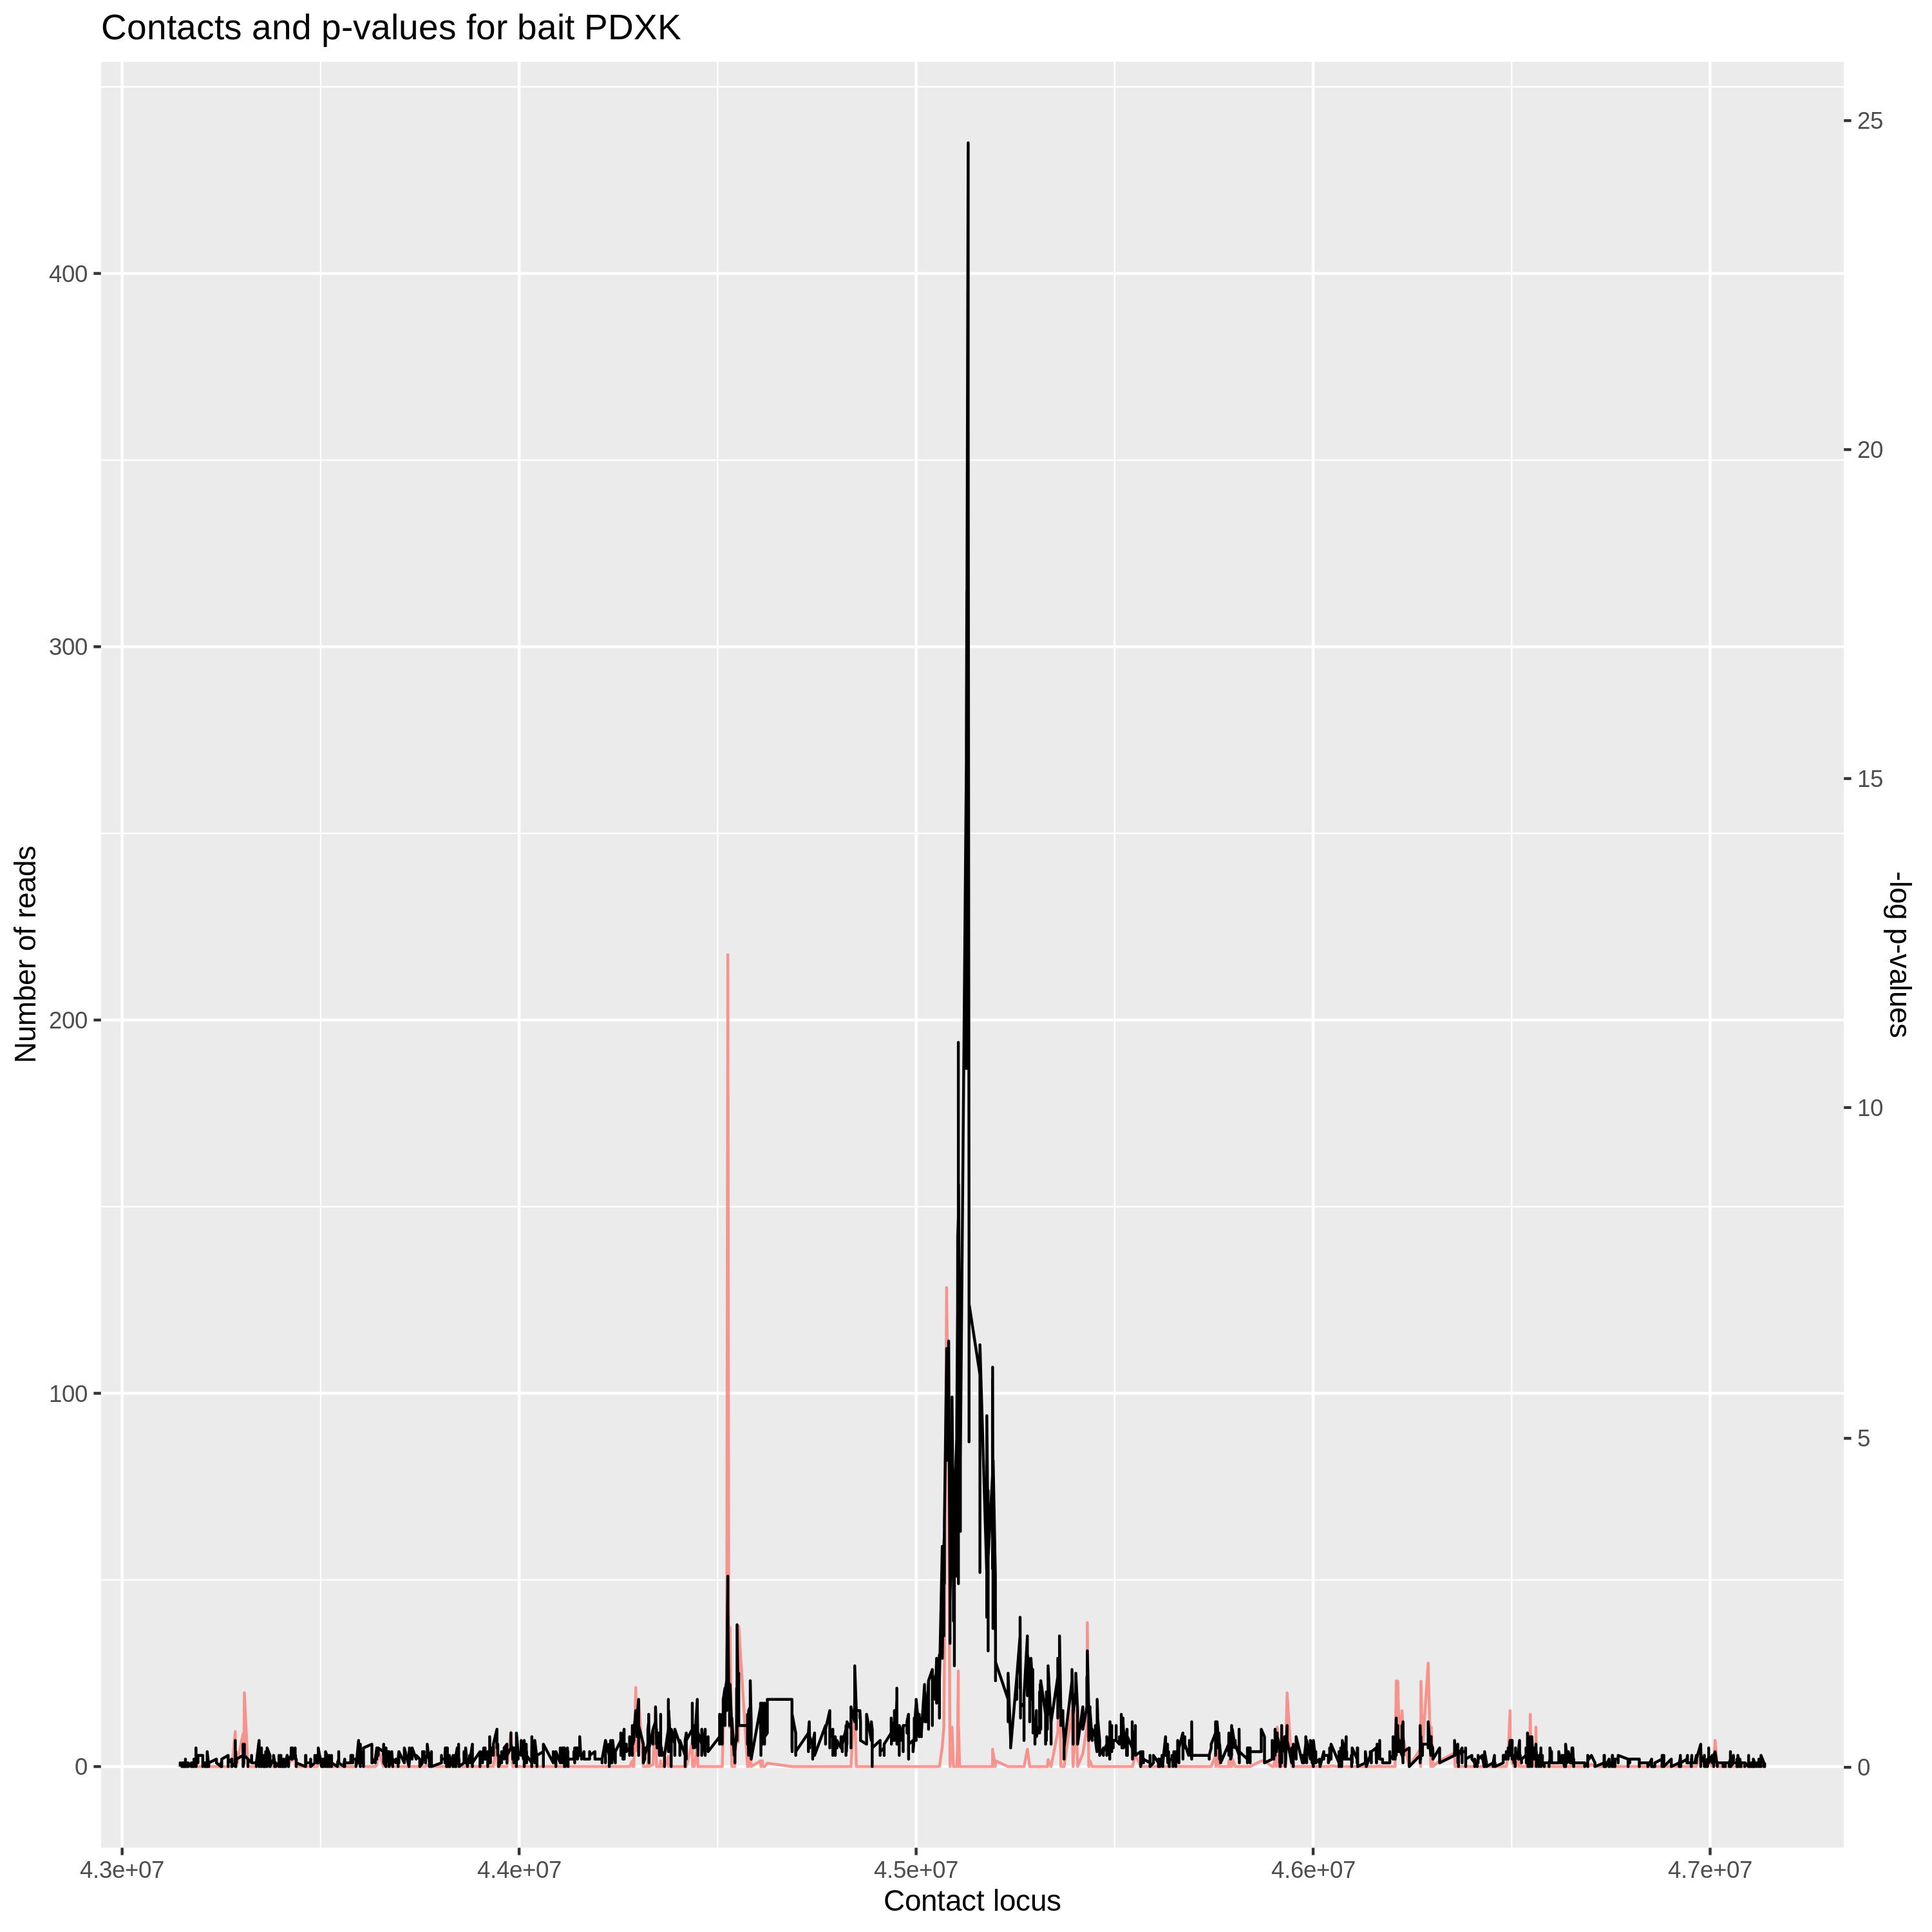 Contacts and p-values for bait PDXK
Number of reads
400
300
200
100
0
25
20
15
10
5
0
-log p-values
4.3e+07
4.4e+07
4.5e+07
4.6e+07
4.7e+07
Contact locus